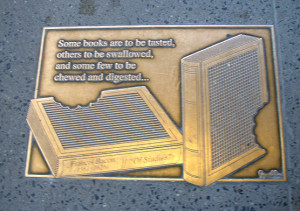 Some books are to be tasted,
others to be swallowed,
and some few to be
chewed and digested...